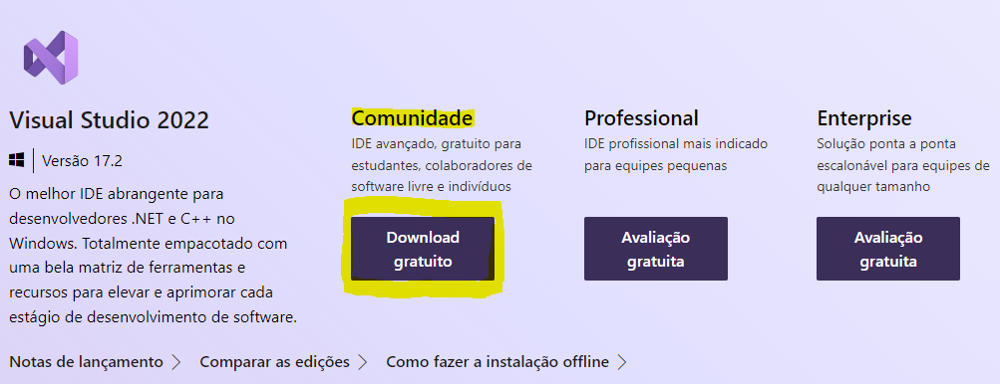 Visual Studio 2022
Versão 17.2
O melhor IDE abrangente para
desenvolvedores .NET e C++ no
Windows. Totalmente empacotado com
uma bela matriz de ferramentas e
recursos para elevar e aprimorar cada
estágio de desenvolvimento de software.
Comunidade
IDE avançado, gratuito para
estudantes, colaboradores de
software livre e indivíduos
Download
gratuito
Professional
IDE profissional mais indicado
para equipes pequenas
Avaliação
gratuita
Enterprise
Solução ponta a ponta
escalonável para equipes de
qualquer tamanho
Avaliação
gratuita
Notas de lançamento
Comparar as edições
Como fazer a instalação offline